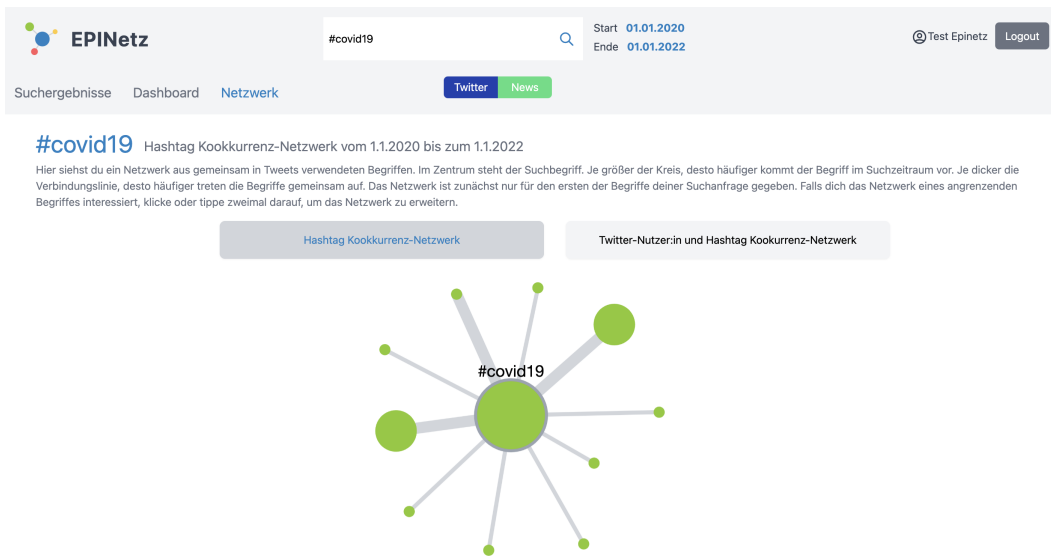 EPINetz
#covid19
Start 01.01.2020
Ende 01.01.2022
Test Epinetz
Logout
Suchergebnisse Dashboard Netzwerk
Twitter News
#covid19 Hashtag Kookkurrenz-Netzwerk vom 1.1.2020 bis zum 1.1.2022
Hier siehst du ein Netzwerk aus gemeinsam in Tweets verwendeten Begriffen. Im Zentrum steht der Suchbegriff. Je größer der Kreis, desto häufiger kommt der Begriff im Suchzeitraum vor. Je dicker die
Verbindungslinie, desto häufiger treten die Begriffe gemeinsam auf. Das Netzwerk ist zunächst nur für den ersten der Begriffe deiner Suchanfrage gegeben. Falls dich das Netzwerk eines angrenzenden
Begriffes interessiert, klicke oder tippe zweimal darauf, um das Netzwerk zu erweitern.
Hashtag Kookkurrenz-Netzwerk
Twitter-Nutzer:in und Hashtag Kookurrenz-Netzwerk
#covid19